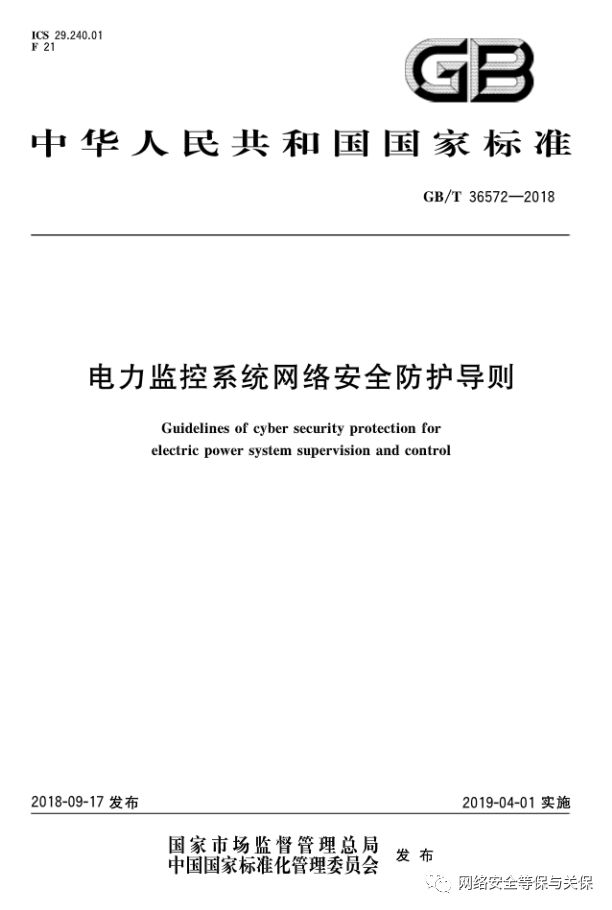 ICS 29.240.01
F 21
GB
中华人民共和国国家标准
GB/T 36572—2018
电力监控系统网络安全防护导则
Guidelines of cyber security protection for
electric power system supervision and control
2018-09-17 发布
2019-04-01 实施
国家市场监督管理总局
中国国家标准化管理委员会
发布
网络安全等保与关保